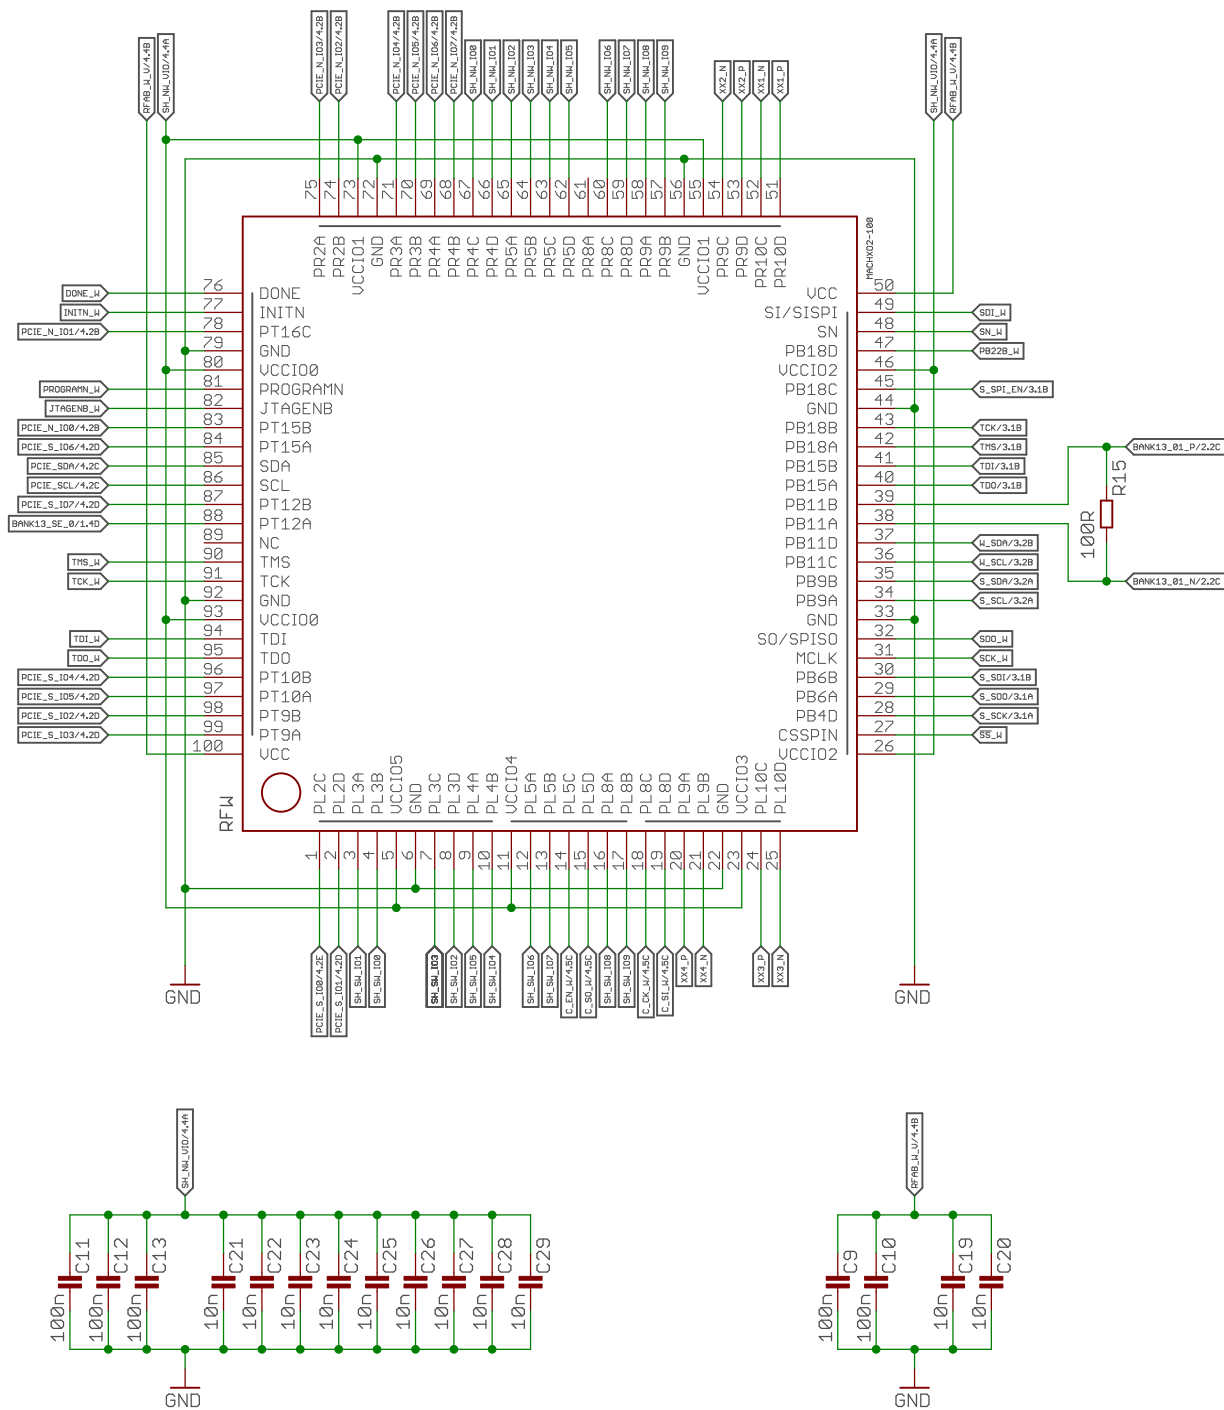 RFAB_W_V/4.4B
SH_NW_VIO/4.4A
PCIE_N_IO3/4.2B
PCIE_N_IO2/4.2B
PCIE_N_IO4/4.2B
PCIE_N_IO5/4.2B
PCIE_N_IO6/4.2B
PCIE_N_IO7/4.2B
SH_NW_IO0
SH_NW_IO1
SH_NW_IO2
SH_NW_IO3
SH_NW_IO4
SH_NW_IO5
SH_NW_IO6
SH_NW_IO7
SH_NW_IO8
SH_NW_IO9
XX2_N
XX2_P
XX1_N
XX1_P
SH_NW_VIO/4.4A
RFAB_W_V/4.4B
75 PR2A
74 PR2B
73 VCCIO1
72 GND
71 PR3A
70 PR3B
69 PR4A
68 PR4B
67 PR4C
66 PR4D
65 PR5A
64 PR5B
63 PR5C
62 PR5D
61 PR8A
60 PR8C
59 PR8D
58 PR9A
57 PR9B
56 GND
55 VCCIO1
54 PR9C
53 PR9D
52 PR10C
51 PR10D
MACHXO2-100
DONE_W 76 DONE
INITN_W 77 INITN
PCIE_N_IO1/4.2B 78 PT16C
79 GND
80 VCCIO0
PROGRAMN_W 81 PROGRAMN
JTAGENB_W 82 JTAGENB
PCIE_N_IO0/4.2B 83 PT15B
PCIE_S_IO6/4.2D 84 PT15A
PCIE_SDA/4.2C 85 SDA
PCIE_SCL/4.2C 86 SCL
PCIE_S_IO7/4.2D 87 PT12B
BANK13_SE_0/1.4D 88 PT12A
89 NC
TMS_W 90 TMS
TCK_W 91 TCK
92 GND
93 VCCIO0
TDI_W 94 TDI
TDO_W 95 TDO
PCIE_S_IO4/4.2D 96 PT10B
PCIE_S_IO5/4.2D 97 PT10A
PCIE_S_IO2/4.2D 98 PT9B
PCIE_S_IO3/4.2D 99 PT9A
100 VCC
VCC 50
SI/SISPI 49 SDI_W
SN 48 SN_W
PB18D 47 PB22B_W
VCCIO2 46
PB18C 45 S_SPI_EN/3.1B
GND 44
PB18B 43 TCK/3.1B
PB18A 42 TMS/3.1B
PB15B 41 TDI/3.1B
PB15A 40 TDO/3.1B
PB11B 39
PB11A 38
PB11D 37 W_SDA/3.2B
PB11C 36 W_SCL/3.2B
PB9B 35 S_SDA/3.2A
PB9A 34 S_SCL/3.2A
GND 33
SO/SPISO 32 SDO_W
MCLK 31 SCK_W
PB6B 30 S_SDI/3.1B
PB6A 29 S_SDO/3.1A
PB4D 28 S_SCK/3.1A
CSSPIN 27 SS_W
VCCIO2 26
BANK13_01_P/2.2C
R15
100R
BANK13_01_N/2.2C
RFW
PL2C 1 PCIE_S_IO0/4.2E
PL2D 2 PCIE_S_IO1/4.2D
PL3A 3 SH_SW_IO1
PL3B 4 SH_SW_IO0
VCCIO5 5
GND 6
PL3C 7 SH_SW_IO3
PL3D 8 SH_SW_IO2
PL4A 9 SH_SW_IO5
PL4B 10 SH_SW_IO4
VCCIO4 11
PL5A 12 SH_SW_IO6
PL5B 13 SH_SW_IO7
PL5C 14 C_EN_W/4.5C
PL5D 15 C_SO_W/4.5C
PL8A 16 SH_SW_IO8
PL8B 17 SH_SW_IO9
PL8C 18 C_CK_W/4.5C
PL8D 19 C_SI_W/4.5C
PL9A 20 XX4_P
PL9B 21 XX4_N
GND 22
VCCIO3 23
PL10C 24 XX3_P
PL10D 25 XX3_N
GND
GND
SH_NW_VIO/4.4A
C11 100n
C12 100n
C13 100n
C21 10n
C22 10n
C23 10n
C24 10n
C25 10n
C26 10n
C27 10n
C28 10n
C29 10n
GND
RFAB_W_V/4.4B
C9 100n
C10 100n
C19 10n
C20 10n
GND